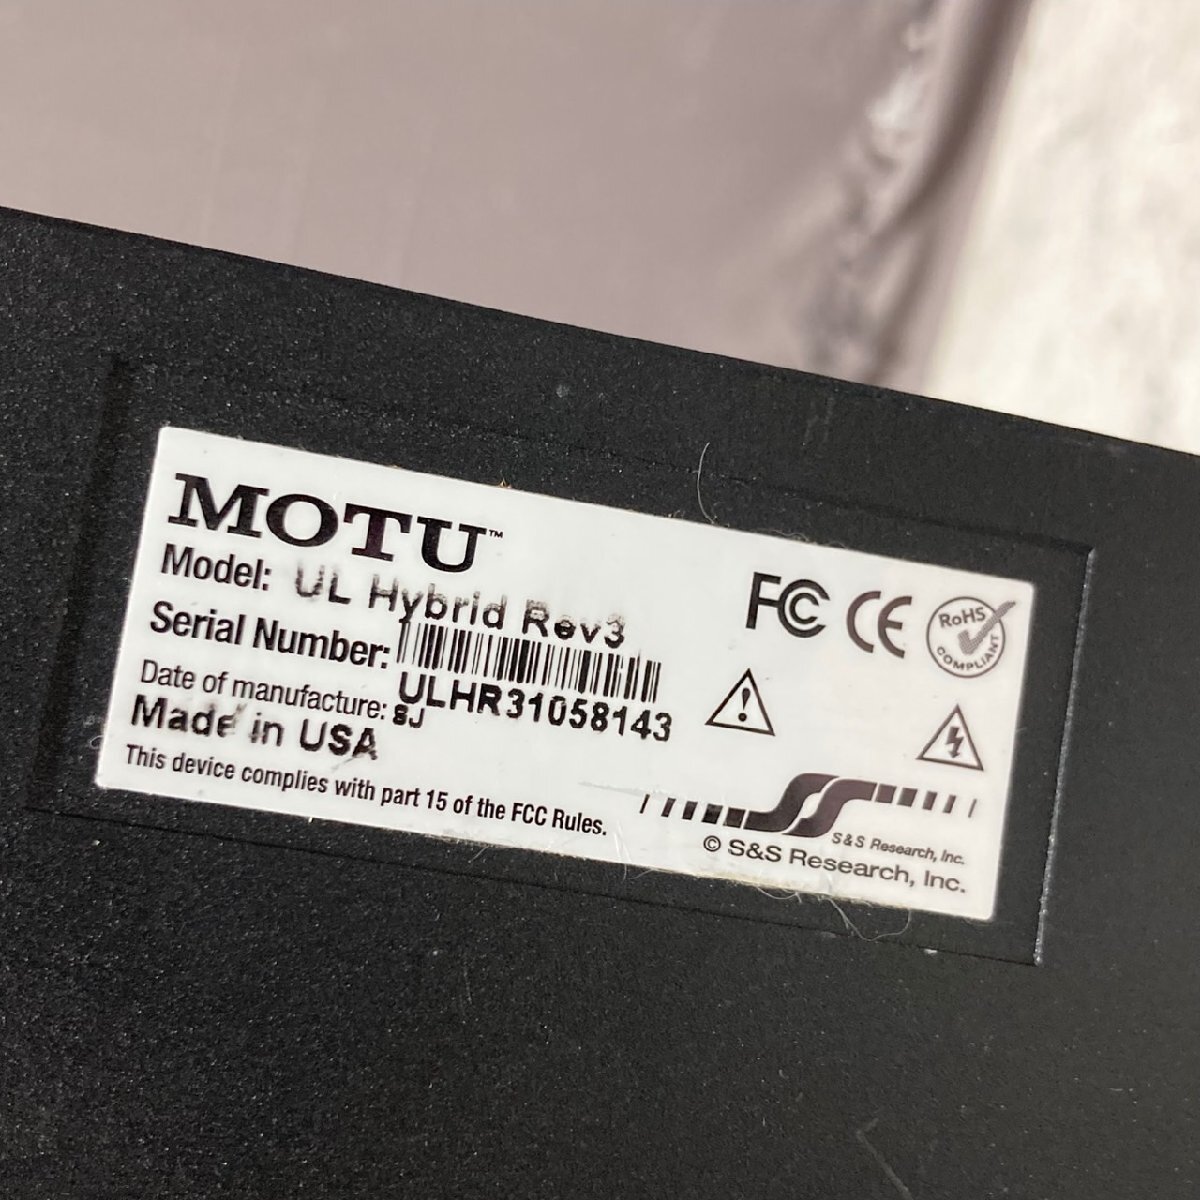 MOTU™
Model: UL Hybrid Rev3
Serial Number:
ULHR31058143
Date of manufacture: SJ
Made in USA
This device complies with part 15 of the FCC Rules.
FC CE
RoHS
COMPLIANT
S&S Research, Inc.
© S&S Research, Inc.